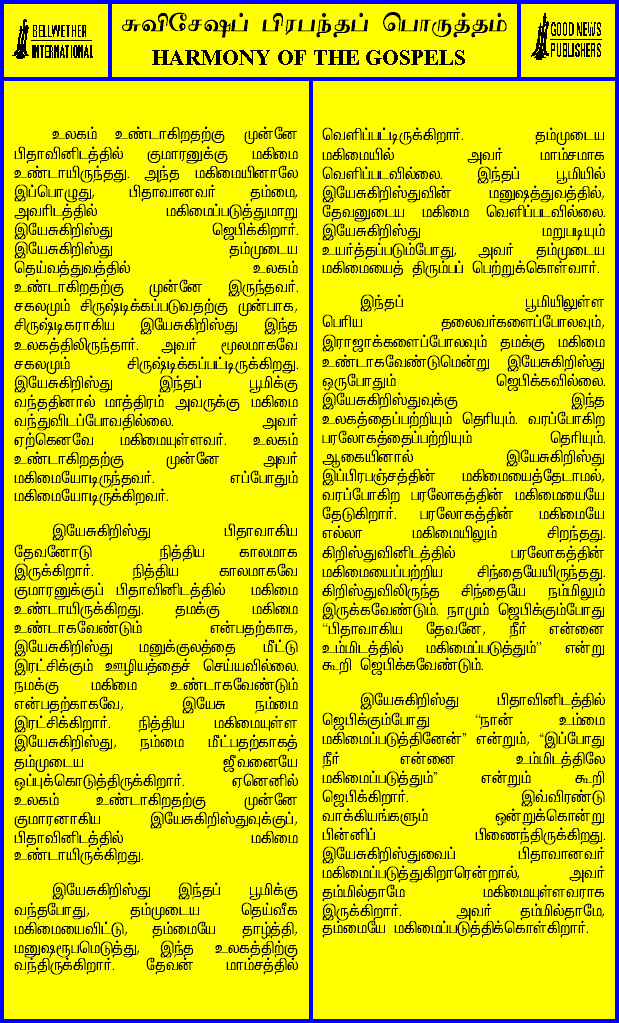 BELLWETHER
INTERNATIONAL
சுவிசேஷப் பிரபந்தப் பொருத்தம்
HARMONY OF THE GOSPELS
GOOD NEWS
PUBLISHERS
உலகம் உண்டாகிறதற்கு முன்னே
பிதாவினிடத்தில் குமாரனுக்கு மகிமை
உண்டாயிருந்தது. அந்த மகிமையினாலே
இப்பொழுது, பிதாவானவர் தம்மை,
அவரிடத்தில் மகிமைப்படுத்துமாறு
இயேசுகிறிஸ்து ஜெபிக்கிறார்.
இயேசுகிறிஸ்து தம்முடைய
தெய்வத்துவத்தில் உலகம்
உண்டாகிறதற்கு முன்னே இருந்தவர்.
சகலமும் சிருஷ்டிக்கப்படுவதற்கு முன்பாக,
சிருஷ்டிகராகிய இயேசுகிறிஸ்து இந்த
உலகத்திலிருந்தார். அவர் மூலமாகவே
சகலமும் சிருஷ்டிக்கப்பட்டிருக்கிறது.
இயேசுகிறிஸ்து இந்தப் பூமிக்கு
வந்ததினால் மாத்திரம் அவருக்கு மகிமை
வந்துவிடப்போவதில்லை. அவர்
ஏற்கெனவே மகிமையுள்ளவர். உலகம்
உண்டாகிறதற்கு முன்னே அவர்
மகிமையோடிருந்தவர். எப்போதும்
மகிமையோடிருக்கிறவர்.
இயேசுகிறிஸ்து பிதாவாகிய
தேவனோடு நித்திய காலமாக
இருக்கிறார். நித்திய காலமாகவே
குமாரனுக்குப் பிதாவினிடத்தில் மகிமை
உண்டாயிருக்கிறது. தமக்கு மகிமை
உண்டாகவேண்டும் என்பதற்காக,
இயேசுகிறிஸ்து மனுக்குலத்தை மீட்டு
இரட்சிக்கும் ஊழியத்தைச் செய்யவில்லை.
நமக்கு மகிமை உண்டாகவேண்டும்
என்பதற்காகவே, இயேசு நம்மை
இரட்சிக்கிறார். நித்திய மகிமையுள்ள
இயேசுகிறிஸ்து, நம்மை மீட்பதற்காகத்
தம்முடைய ஜீவனையே
ஒப்புக்கொடுத்திருக்கிறார். ஏனெனில்
உலகம் உண்டாகிறதற்கு முன்னே
குமாரனாகிய இயேசுகிறிஸ்துவுக்குப்,
பிதாவினிடத்தில் மகிமை
உண்டாயிருக்கிறது.
இயேசுகிறிஸ்து இந்தப் பூமிக்கு
வந்தபோது, தம்முடைய தெய்வீக
மகிமையைவிட்டு, தம்மையே தாழ்த்தி,
மனுஷரூபமெடுத்து, இந்த உலகத்திற்கு
வந்திருக்கிறார். தேவன் மாம்சத்தில்
வெளிப்பட்டிருக்கிறார். தம்முடைய
மகிமையில் அவர் மாம்சமாக
வெளிப்படவில்லை. இந்தப் பூமியில்
இயேசுகிறிஸ்துவின் மனுஷத்துவத்தில்,
தேவனுடைய மகிமை வெளிப்படவில்லை.
இயேசுகிறிஸ்து மறுபடியும்
உயர்த்தப்படும்போது, அவர் தம்முடைய
மகிமையைத் திரும்பப் பெற்றுக்கொள்வார்.
இந்தப் பூமியிலுள்ள
பெரிய தலைவர்களைப்போலவும்,
இராஜாக்களைப்போலவும் தமக்கு மகிமை
உண்டாகவேண்டுமென்று இயேசுகிறிஸ்து
ஒருபோதும் ஜெபிக்கவில்லை.
இயேசுகிறிஸ்துவுக்கு இந்த
உலகத்தைப்பற்றியும் தெரியும். வரப்போகிற
பரலோகத்தைப்பற்றியும் தெரியும்.
ஆகையினால் இயேசுகிறிஸ்து
இப்பிரபஞ்சத்தின் மகிமையைத்தேடாமல்,
வரப்போகிற பரலோகத்தின் மகிமையையே
தேடுகிறார். பரலோகத்தின் மகிமையே
எல்லா மகிமையிலும் சிறந்தது.
கிறிஸ்துவினிடத்தில் பரலோகத்தின்
மகிமையைப்பற்றிய சிந்தையேயிருந்தது.
கிறிஸ்துவிலிருந்த சிந்தையே நம்மிலும்
இருக்கவேண்டும். நாமும் ஜெபிக்கும்போது
“பிதாவாகிய தேவனே, நீர் என்னை
உம்மிடத்தில் மகிமைப்படுத்தும்” என்று
கூறி ஜெபிக்கவேண்டும்.
இயேசுகிறிஸ்து பிதாவினிடத்தில்
ஜெபிக்கும்போது “நான் உம்மை
மகிமைப்படுத்தினேன்” என்றும், “இப்போது
நீர் என்னை உம்மிடத்திலே
மகிமைப்படுத்தும்” என்றும் கூறி
ஜெபிக்கிறார். இவ்விரண்டு
வாக்கியங்களும் ஒன்றுக்கொன்று
பின்னிப் பிணைந்திருக்கிறது.
இயேசுகிறிஸ்துவைப் பிதாவானவர்
மகிமைப்படுத்துகிறாரென்றால், அவர்
தம்மில்தாமே மகிமையுள்ளவராக
இருக்கிறார். அவர் தம்மில்தாமே,
தம்மையே மகிமைப்படுத்திக்கொள்கிறார்.